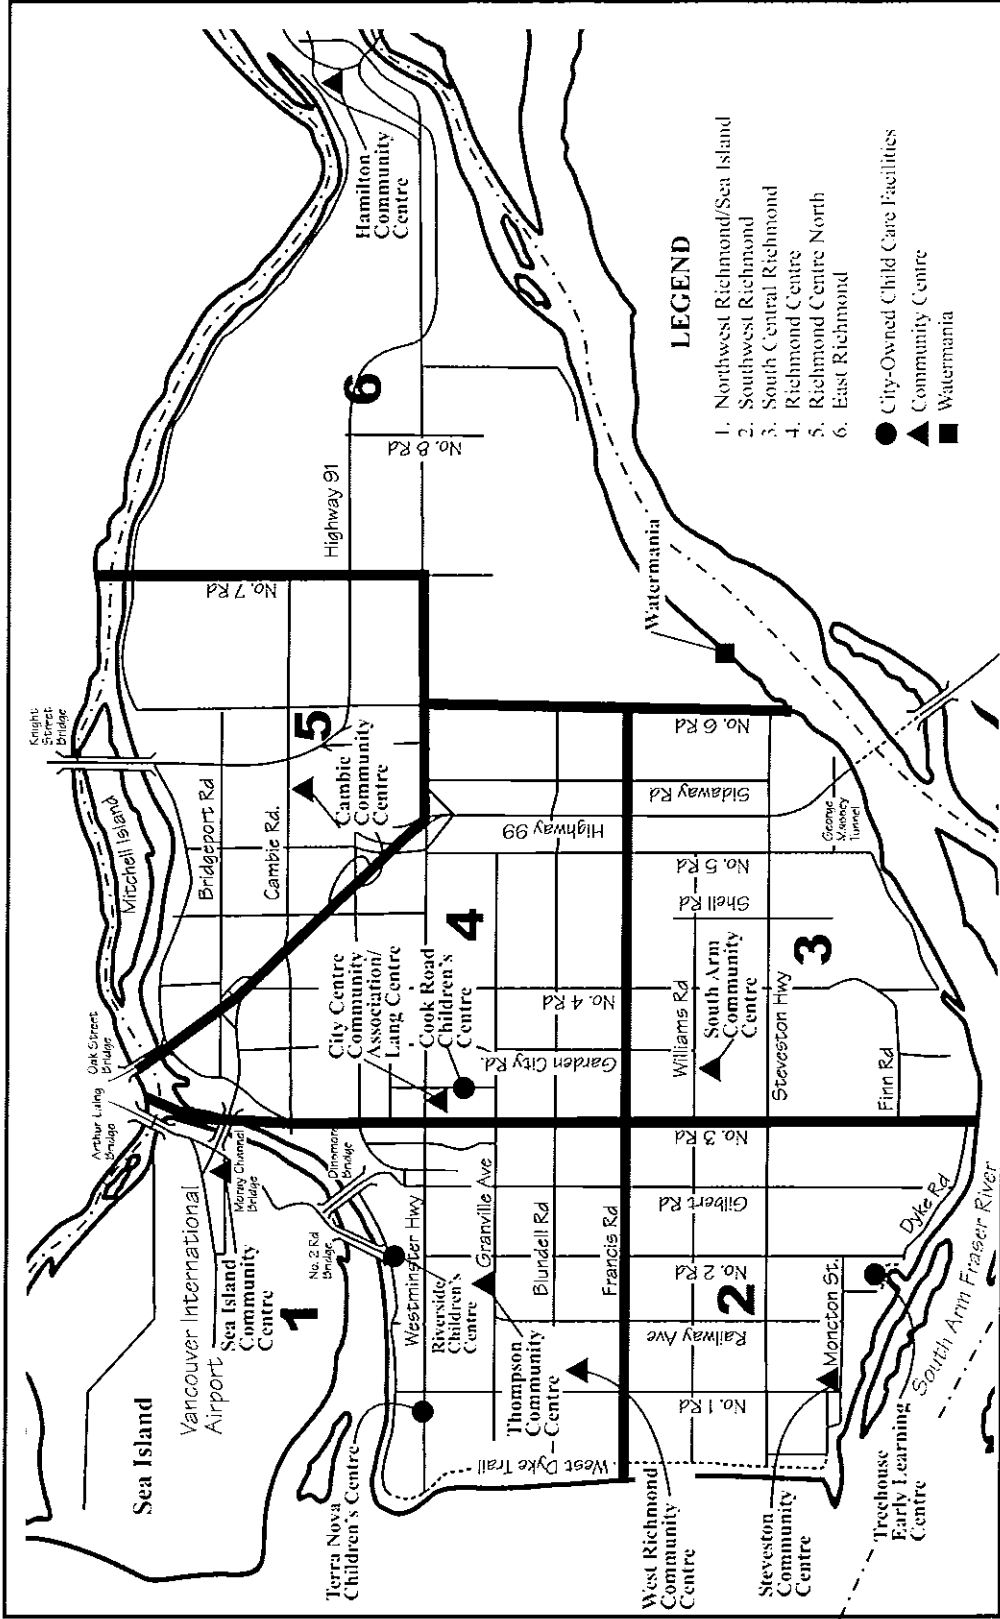 Sea Island
Vancouver International
Airport
Sea Island
Community
Centre
1
Arthur Laing
Bridge
Oak Street
Bridge
Moray Channel
Bridge
No. 2 Rd
Bridge
Dinsmore
Bridge
Mitchell Island
Knight
Street
Bridge
Bridgeport Rd
Cambie Rd.
5
Cambie
Community
Centre
No. 7 Rd
Highway 91
6
No. 8 Rd
Hamilton
Community
Centre
Terra Nova
Children's Centre
Westminster Hwy
Riverside
Children's
Centre
City Centre
Community
Association/
Lang Centre
Cook Road
Children's
Centre
4
Granville Ave
Thompson
Community
Centre
West Dyke Trail
Blundell Rd
Francis Rd
Garden City Rd.
No. 4 Rd
Highway 99
Sidaway Rd
No. 6 Rd
No. 5 Rd
Shell Rd
Watermania
West Richmond
Community
Centre
No. 1 Rd
Railway Ave
No. 2 Rd
Gilbert Rd
No. 3 Rd
2
Williams Rd
South Arm
Community
Centre
Steveston Hwy
3
George
Massey
Tunnel
Steveston
Community
Centre
Moncton St.
Finn Rd
Dyke Rd
Treehouse
Early Learning
Centre
South Arm Fraser River
LEGEND
1. Northwest Richmond/Sea Island
2. Southwest Richmond
3. South Central Richmond
4. Richmond Centre
5. Richmond Centre North
6. East Richmond
City-Owned Child Care Facilities
Community Centre
Watermania